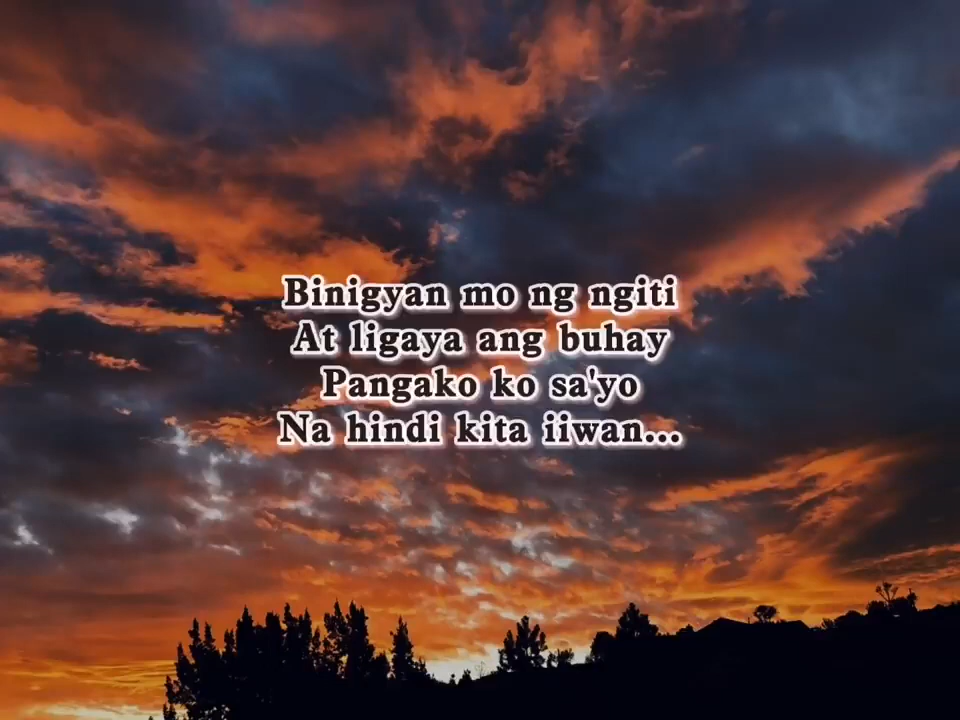 Binigyan mo ng ngiti
At ligaya ang buhay
Pangako ko sa'yo
Na hindi kita iiwan...